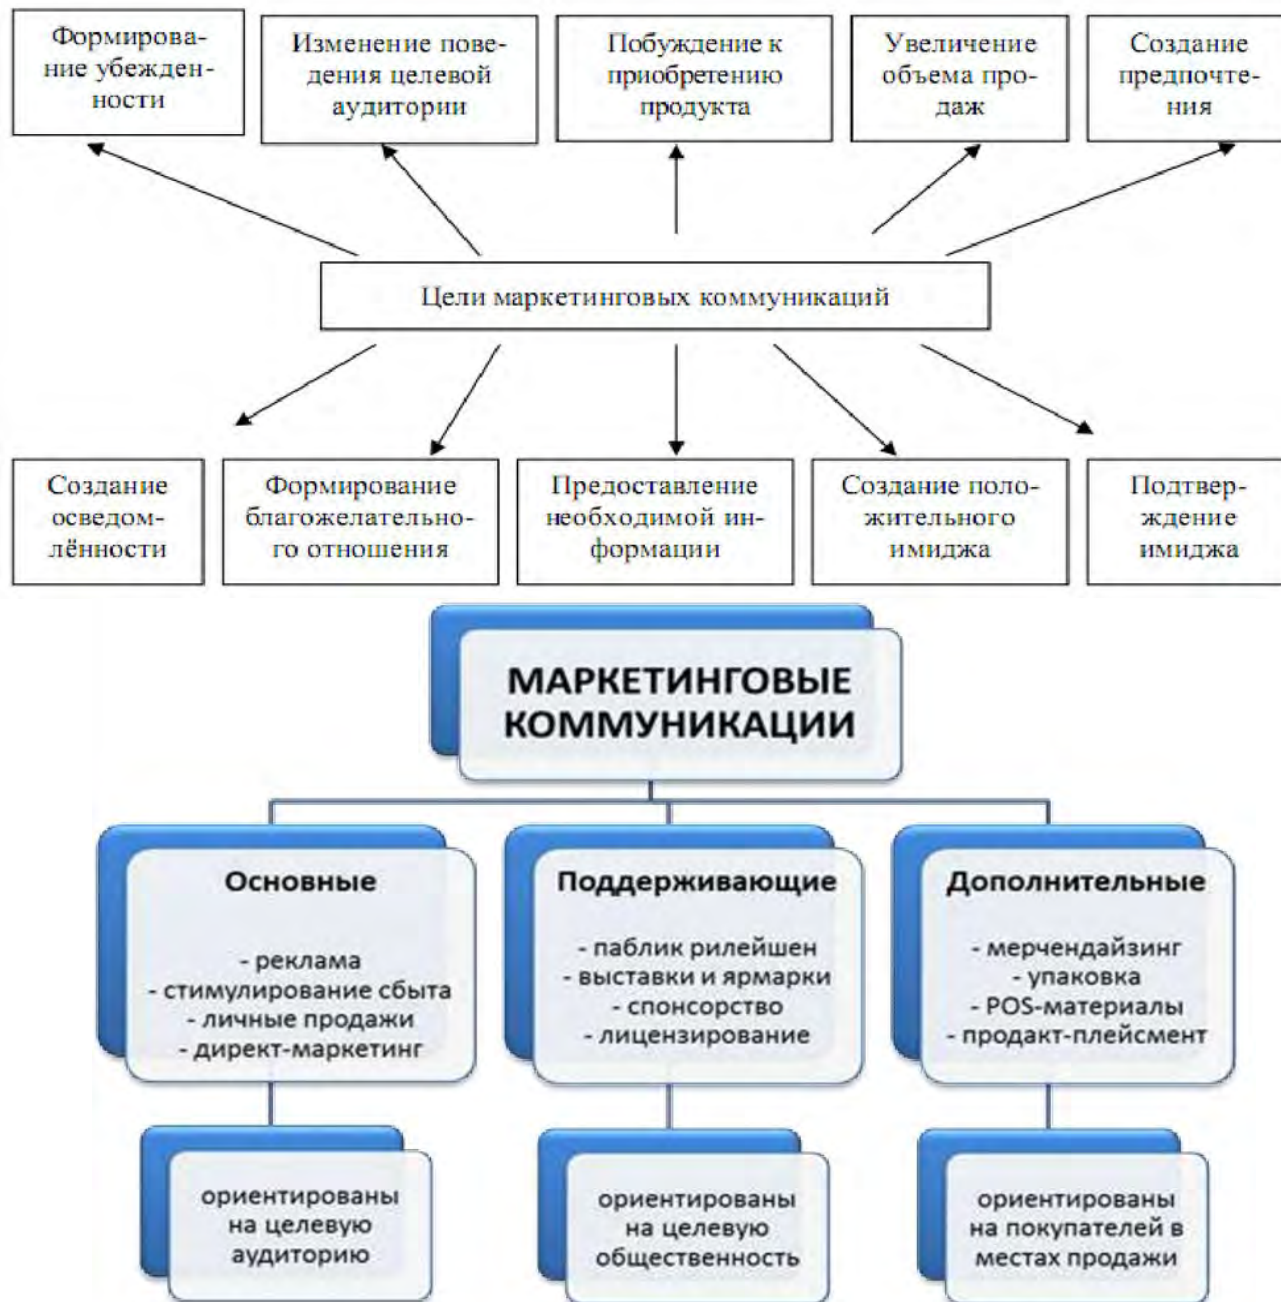 Формирова-
ние убежден-
ности
Изменение пове-
дения целевой
аудитории
Побуждение к
приобретению
продукта
Увеличение
объема про-
даж
Создание
предпочте-
ния
Цели маркетинговых коммуникаций
Создание
осведом-
лённости
Формирование
благожелательно-
го отношения
Предоставление
необходимой ин-
формации
Создание поло-
жительного
имиджа
Подтвер-
ждение
имиджа
МАРКЕТИНГОВЫЕ
КОММУНИКАЦИИ
Основные
- реклама
- стимулирование сбыта
- личные продажи
- директ-маркетинг
Поддерживающие
- паблик рилейшен
- выставки и ярмарки
- спонсорство
- лицензирование
Дополнительные
- мерчендайзинг
- упаковка
- POS-материалы
- продакт-плейсмент
ориентированы
на целевую
аудиторию
ориентированы
на целевую
общественность
ориентированы
на покупателей в
местах продажи